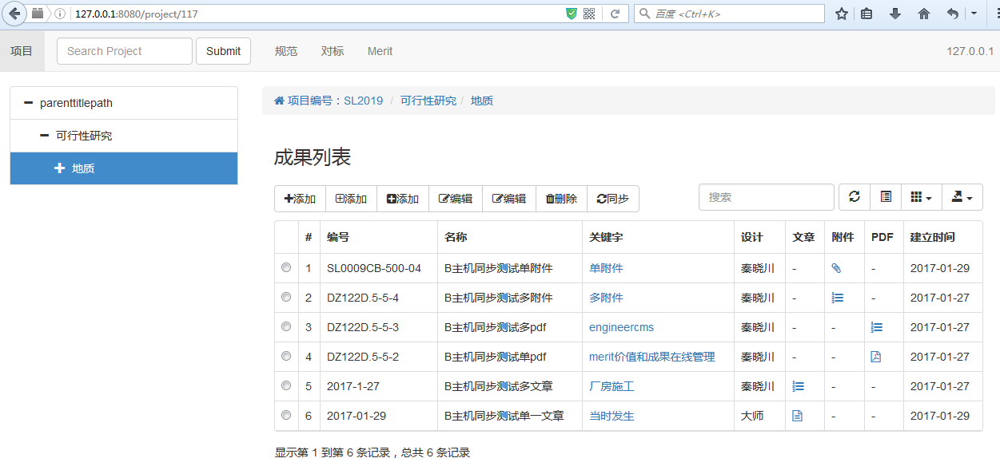 127.0.0.1:8080/project/117 百度 <Ctrl+K>
项目 Search Project Submit 规范 对标 Merit 127.0.0.1
parenttitlepath
可行性研究
地质
项目编号：SL2019 / 可行性研究 / 地质
成果列表
添加 添加 添加 编辑 编辑 删除 同步 搜索
# 编号 名称 关键字 设计 文章 附件 PDF 建立时间
1 SL0009CB-500-04 B主机同步测试单附件 单附件 秦晓川 - - 2017-01-29
2 DZ122D.5-5-4 B主机同步测试多附件 多附件 秦晓川 - - 2017-01-27
3 DZ122D.5-5-3 B主机同步测试多pdf engineercms 秦晓川 - - 2017-01-27
4 DZ122D.5-5-2 B主机同步测试单pdf merit价值和成果在线管理 秦晓川 - - 2017-01-27
5 2017-1-27 B主机同步测试多文章 厂房施工 秦晓川 - - 2017-01-27
6 2017-01-29 B主机同步测试单一文章 当时发生 大师 - - 2017-01-29
显示第 1 到第 6 条记录，总共 6 条记录